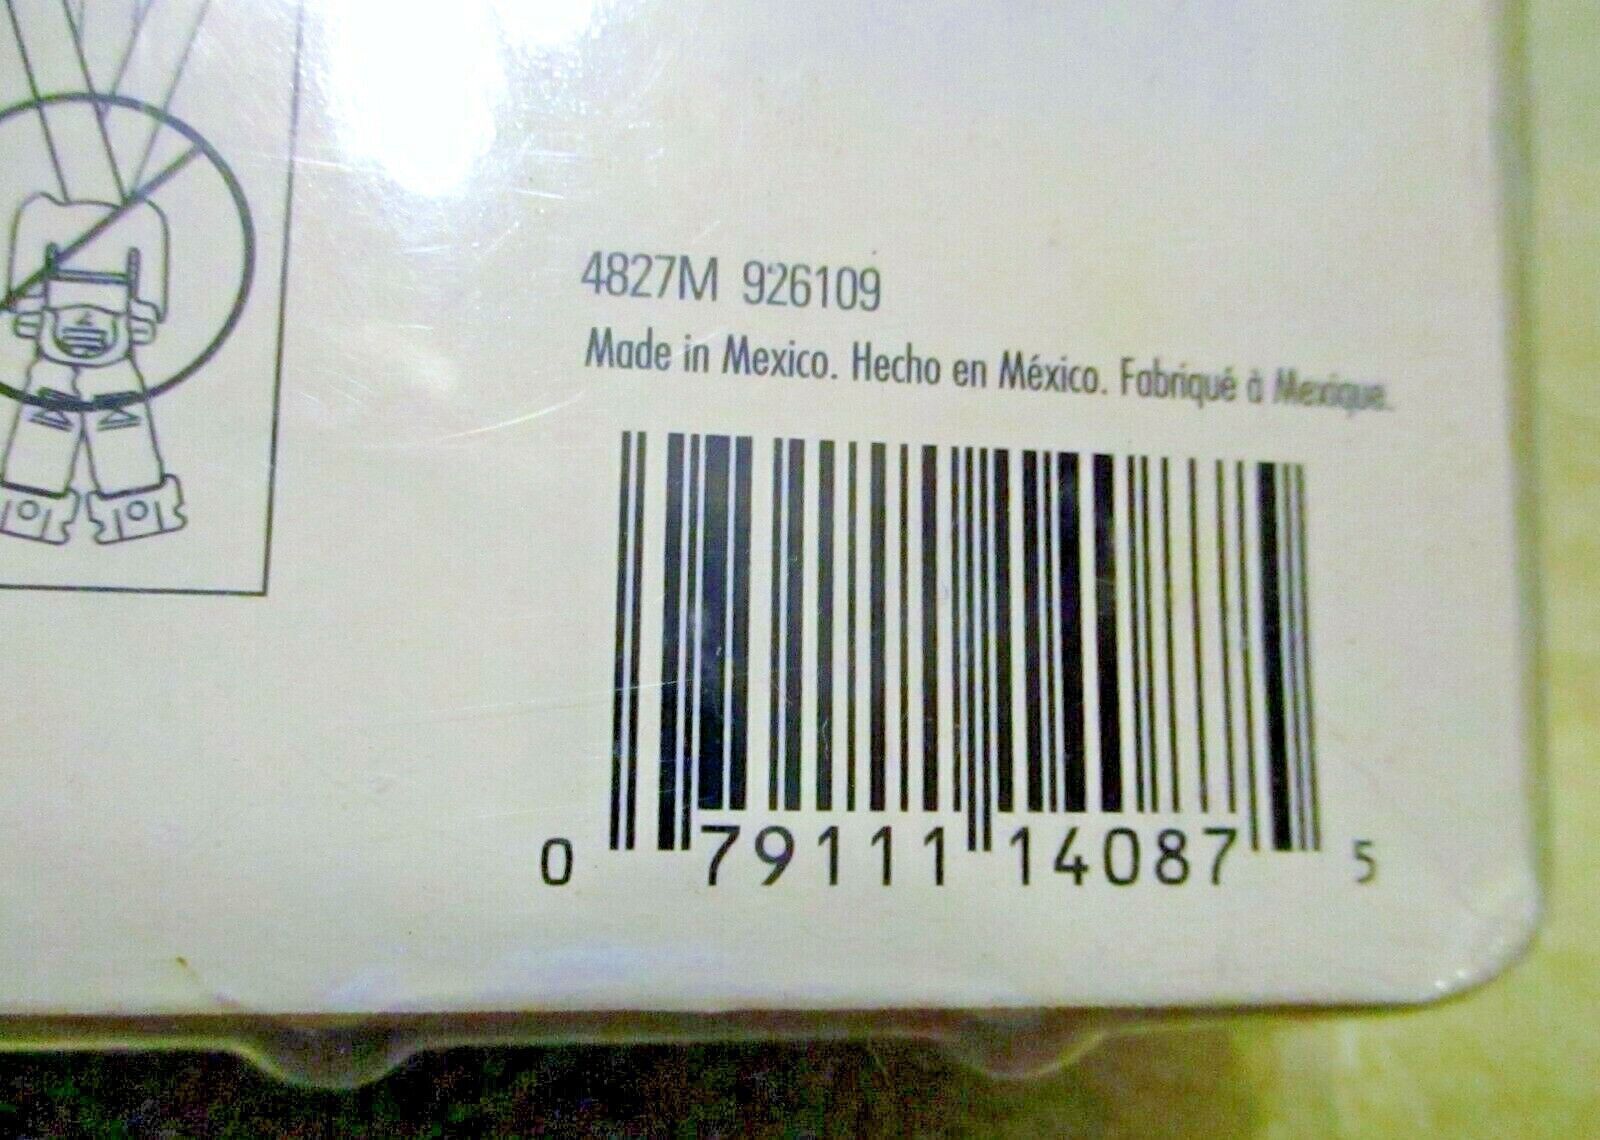 4827M 926109
Made in Mexico. Hecho en México. Fabriqué à Mexique.
0 79111 14087 5